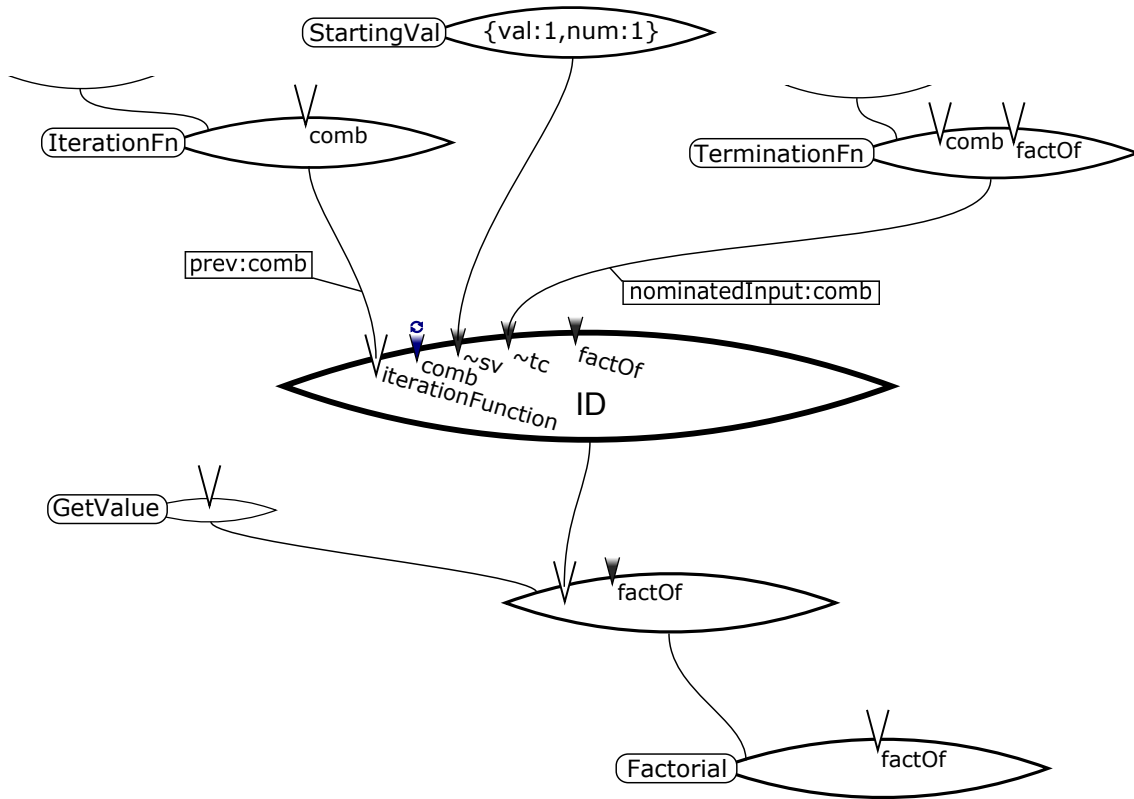 StartingVal
{val:1,num:1}
IterationFn
comb
TerminationFn
comb
factOf
prev:comb
nominatedInput:comb
iterationFunction
comb
~sv
~tc
factOf
ID
GetValue
factOf
Factorial
factOf